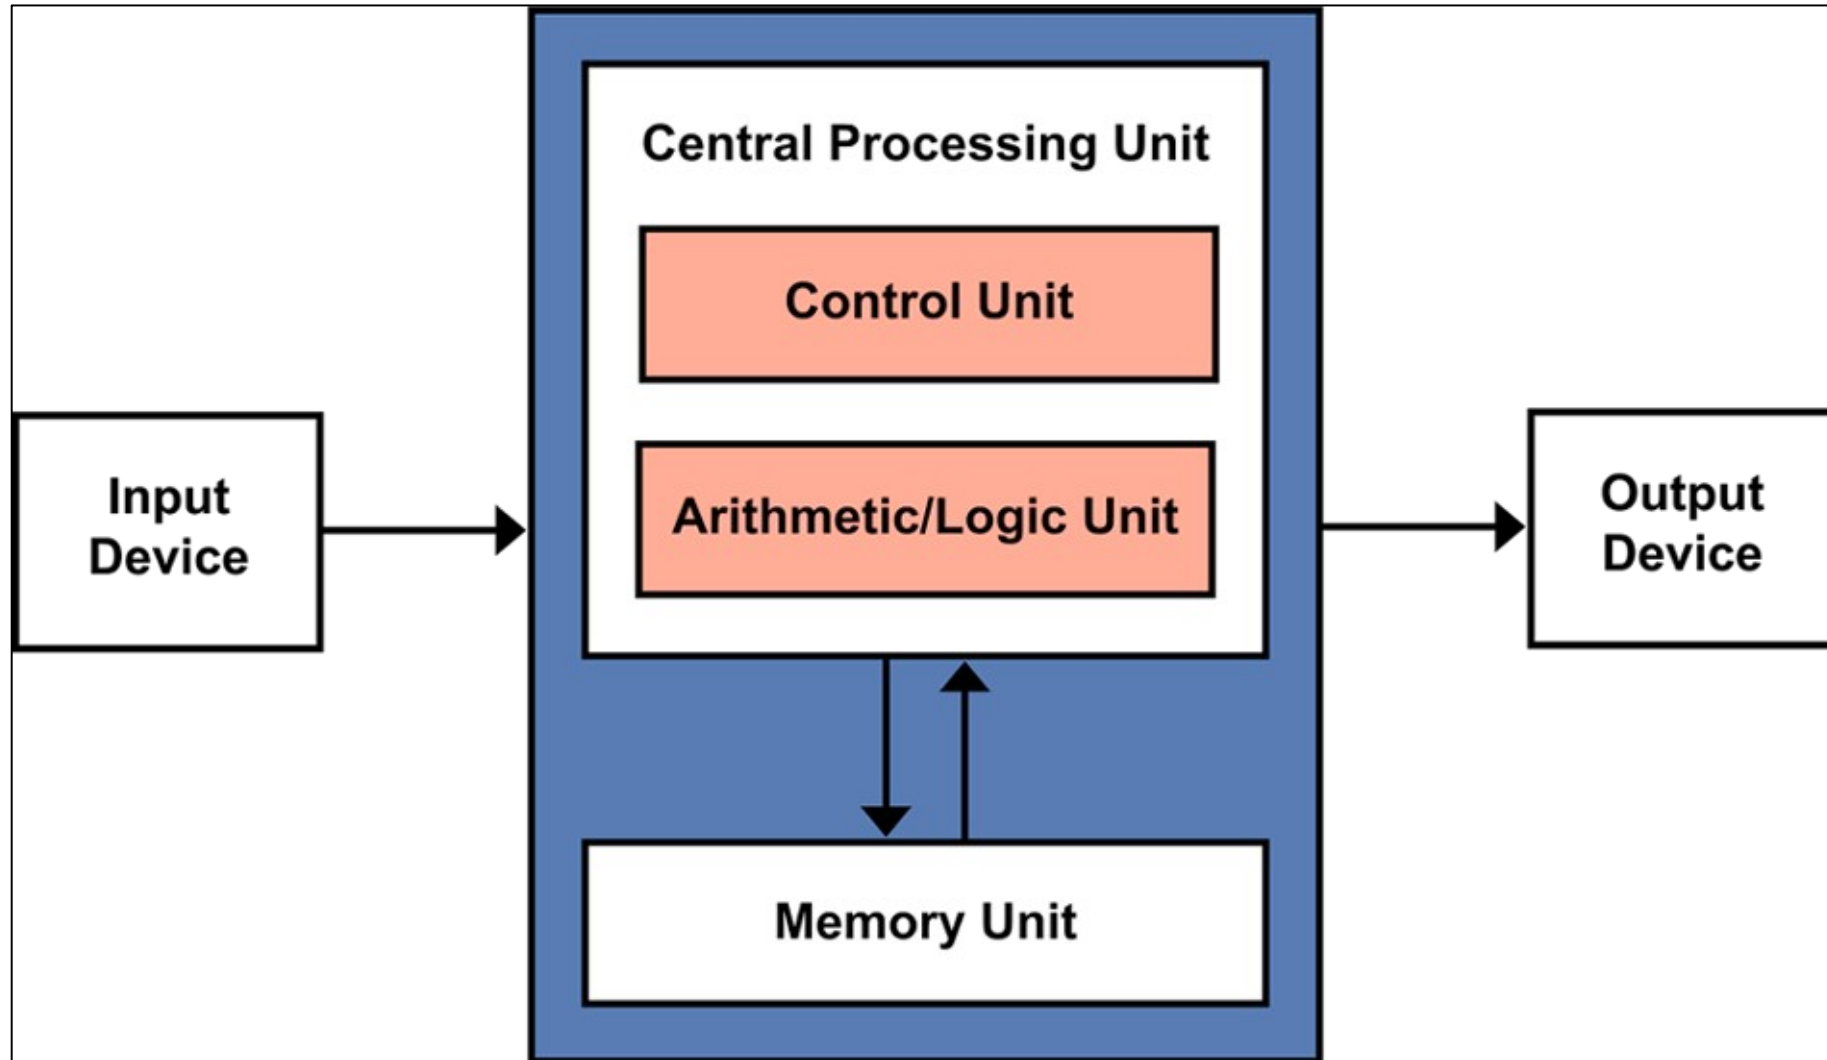 Central Processing Unit
Control Unit
Arithmetic/Logic Unit
Input
Device
Output
Device
Memory Unit